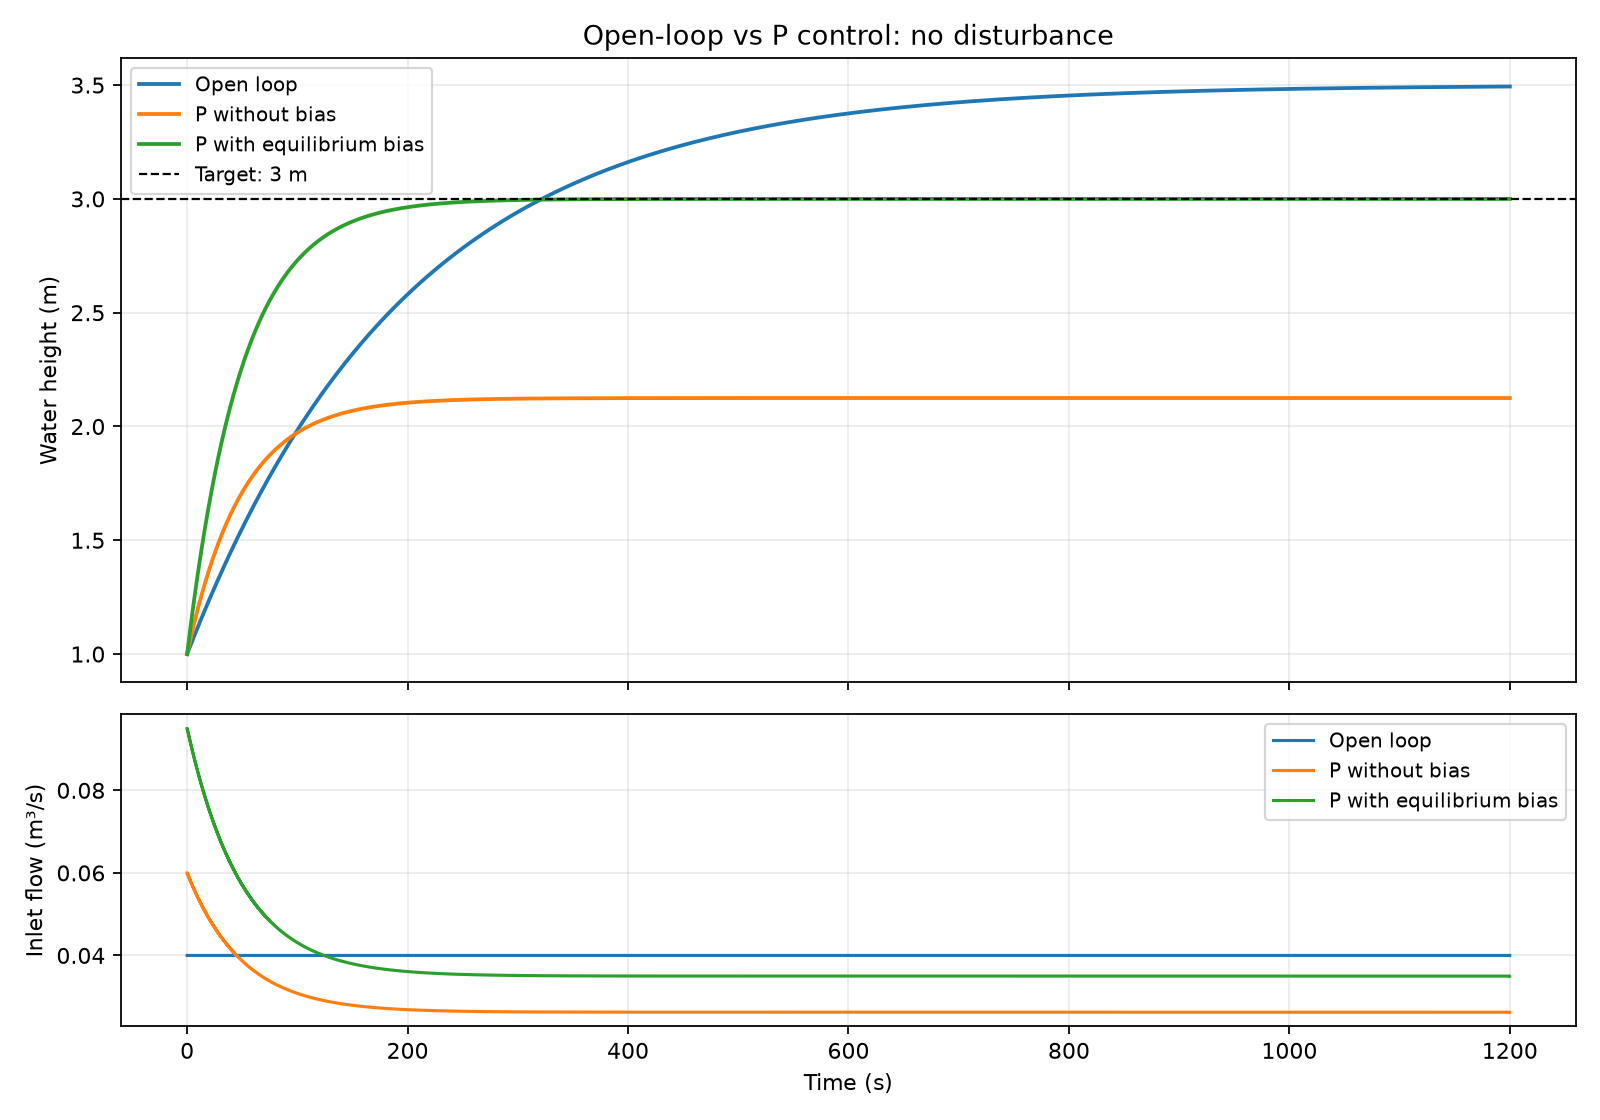 Open-loop vs P control: no disturbance
Open loop
P without bias
P with equilibrium bias
Target: 3 m
3.5
3.0
2.5
2.0
1.5
1.0
Water height (m)
Open loop
P without bias
P with equilibrium bias
0.08
0.06
0.04
Inlet flow (m³/s)
0 200 400 600 800 1000 1200
Time (s)